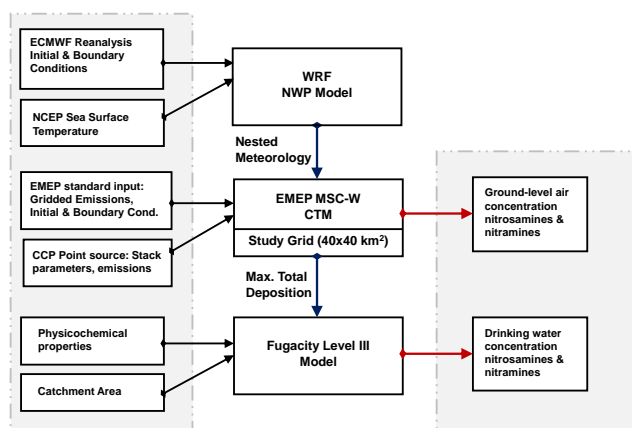 ECMWF Reanalysis
Initial & Boundary
Conditions
NCEP Sea Surface
Temperature
WRF
NWP Model
Nested
Meteorology
EMEP standard input:
Gridded Emissions,
Initial & Boundary Cond.
CCP Point source: Stack
parameters, emissions
EMEP MSC-W
CTM
Study Grid (40x40 km²)
Ground-level air
concentration
nitrosamines &
nitramines
Max. Total
Deposition
Physicochemical
properties
Catchment Area
Fugacity Level III
Model
Drinking water
concentration
nitrosamines &
nitramines